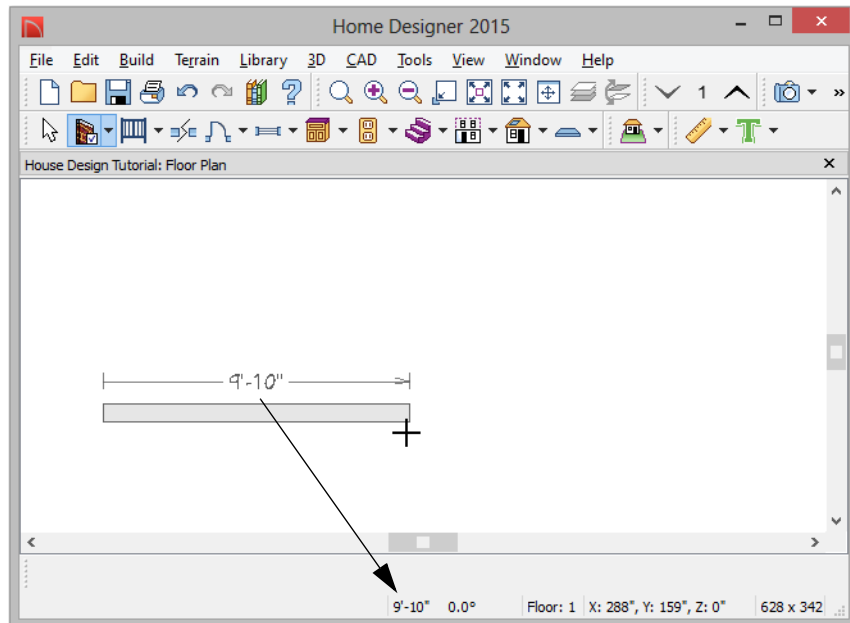 Home Designer 2015
File Edit Build Terrain Library 3D CAD Tools View Window Help
1
House Design Tutorial: Floor Plan
9'-10"
9'-10" 0.0° Floor: 1 X: 288", Y: 159", Z: 0" 628 x 342